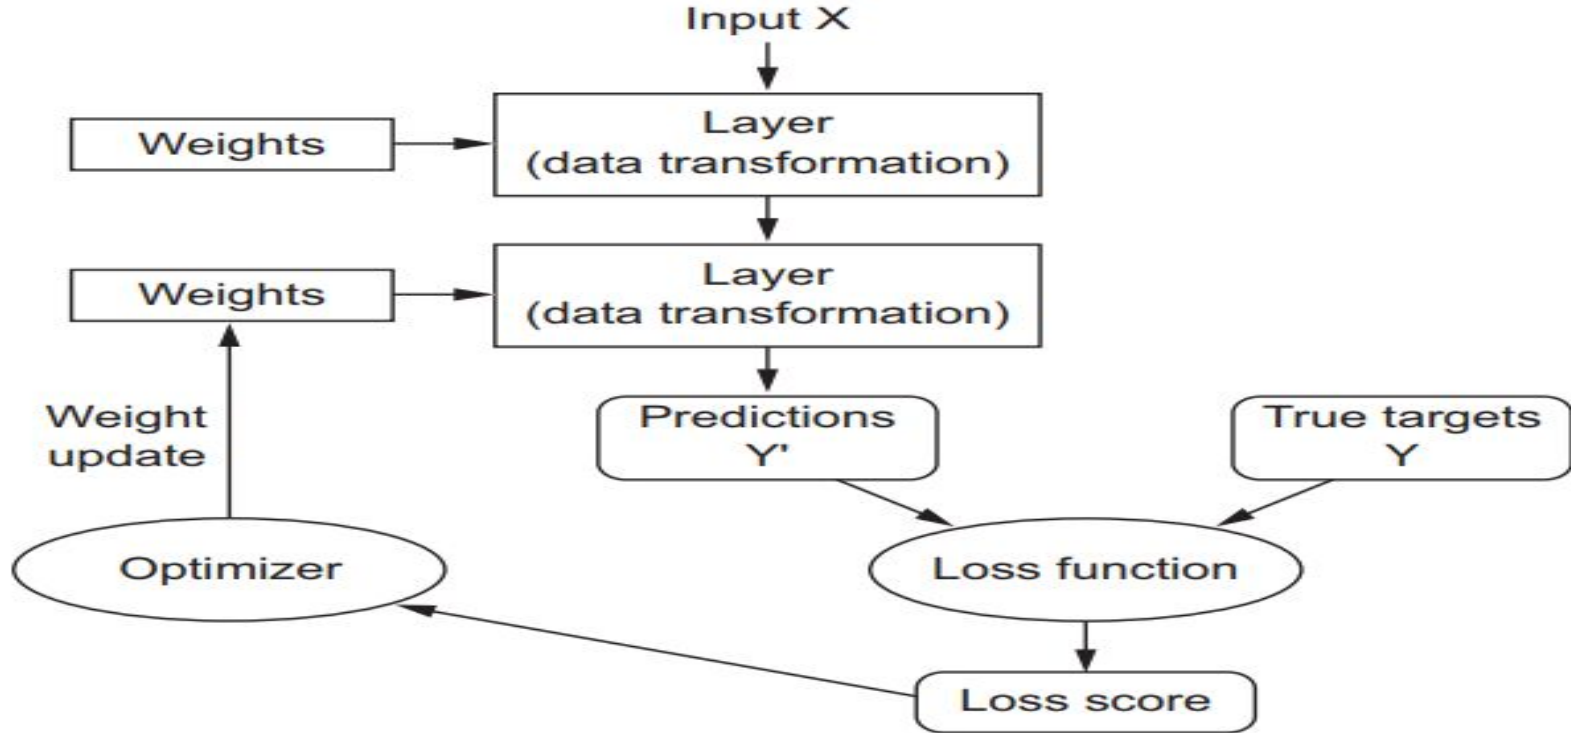 Input X
Weights
Layer
(data transformation)
Weights
Layer
(data transformation)
Weight
update
Predictions
Y'
True targets
Y
Optimizer
Loss function
Loss score